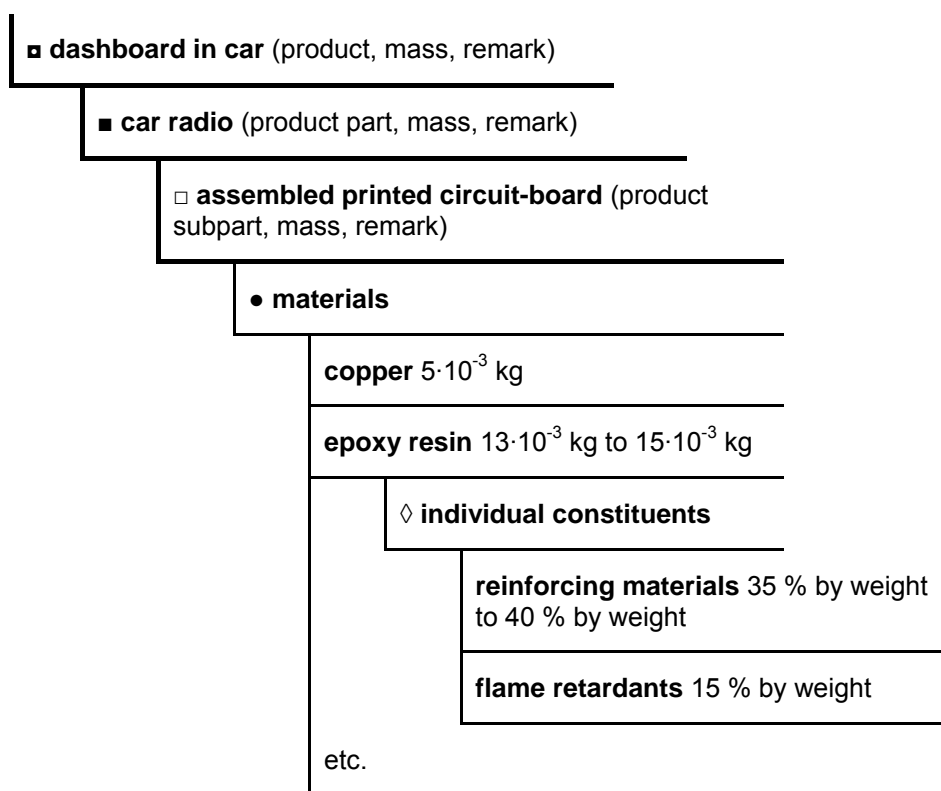 ◘ dashboard in car (product, mass, remark)
■ car radio (product part, mass, remark)
□ assembled printed circuit-board (product
subpart, mass, remark)
● materials
copper 5·10⁻³ kg
epoxy resin 13·10⁻³ kg to 15·10⁻³ kg
◊ individual constituents
reinforcing materials 35 % by weight
to 40 % by weight
flame retardants 15 % by weight
etc.